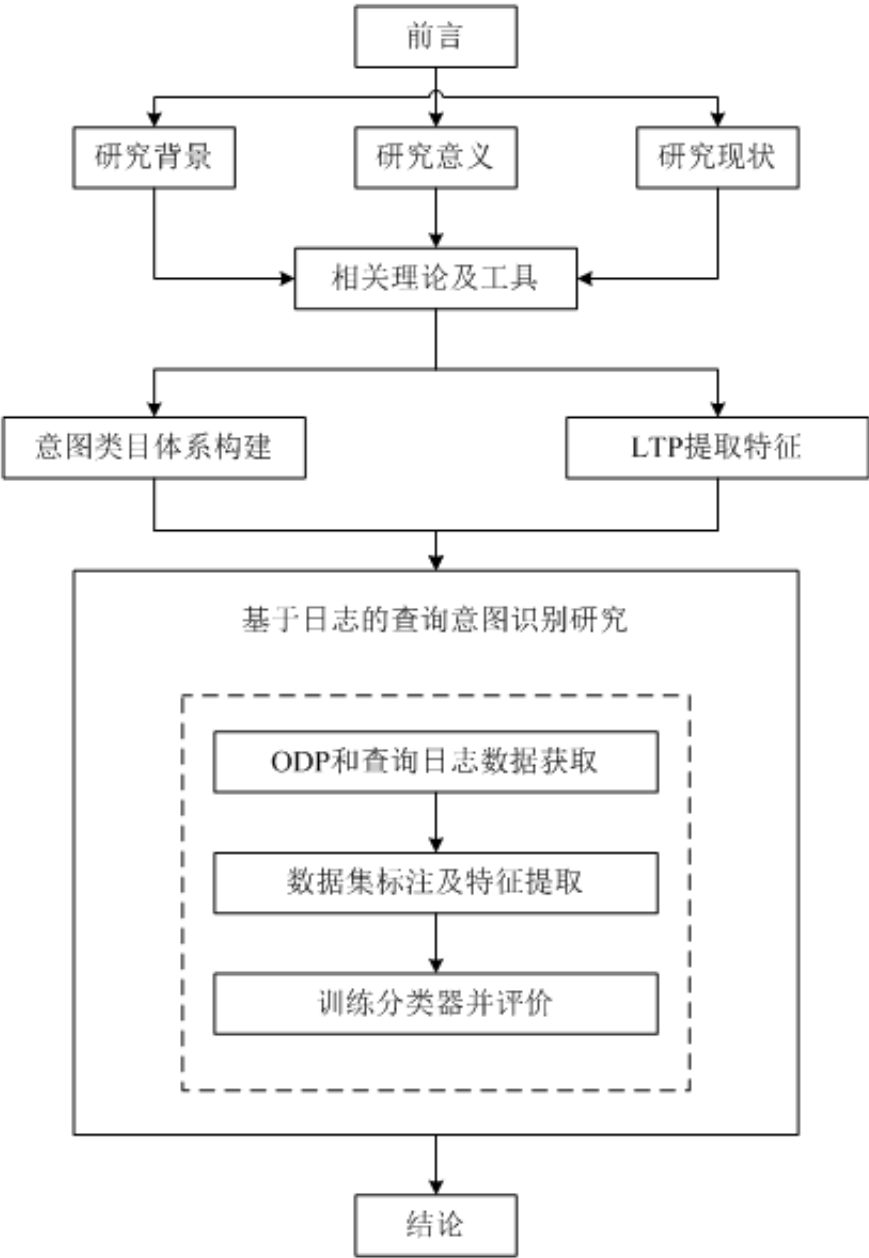 前言
研究背景
研究意义
研究现状
相关理论及工具
意图类目体系构建
LTP提取特征
基于日志的查询意图识别研究
ODP和查询日志数据获取
数据集标注及特征提取
训练分类器并评价
结论